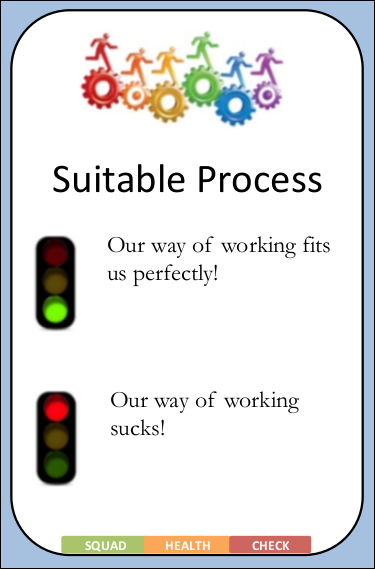 Suitable Process
Our way of working fits
us perfectly!
Our way of working
sucks!
SQUAD HEALTH CHECK